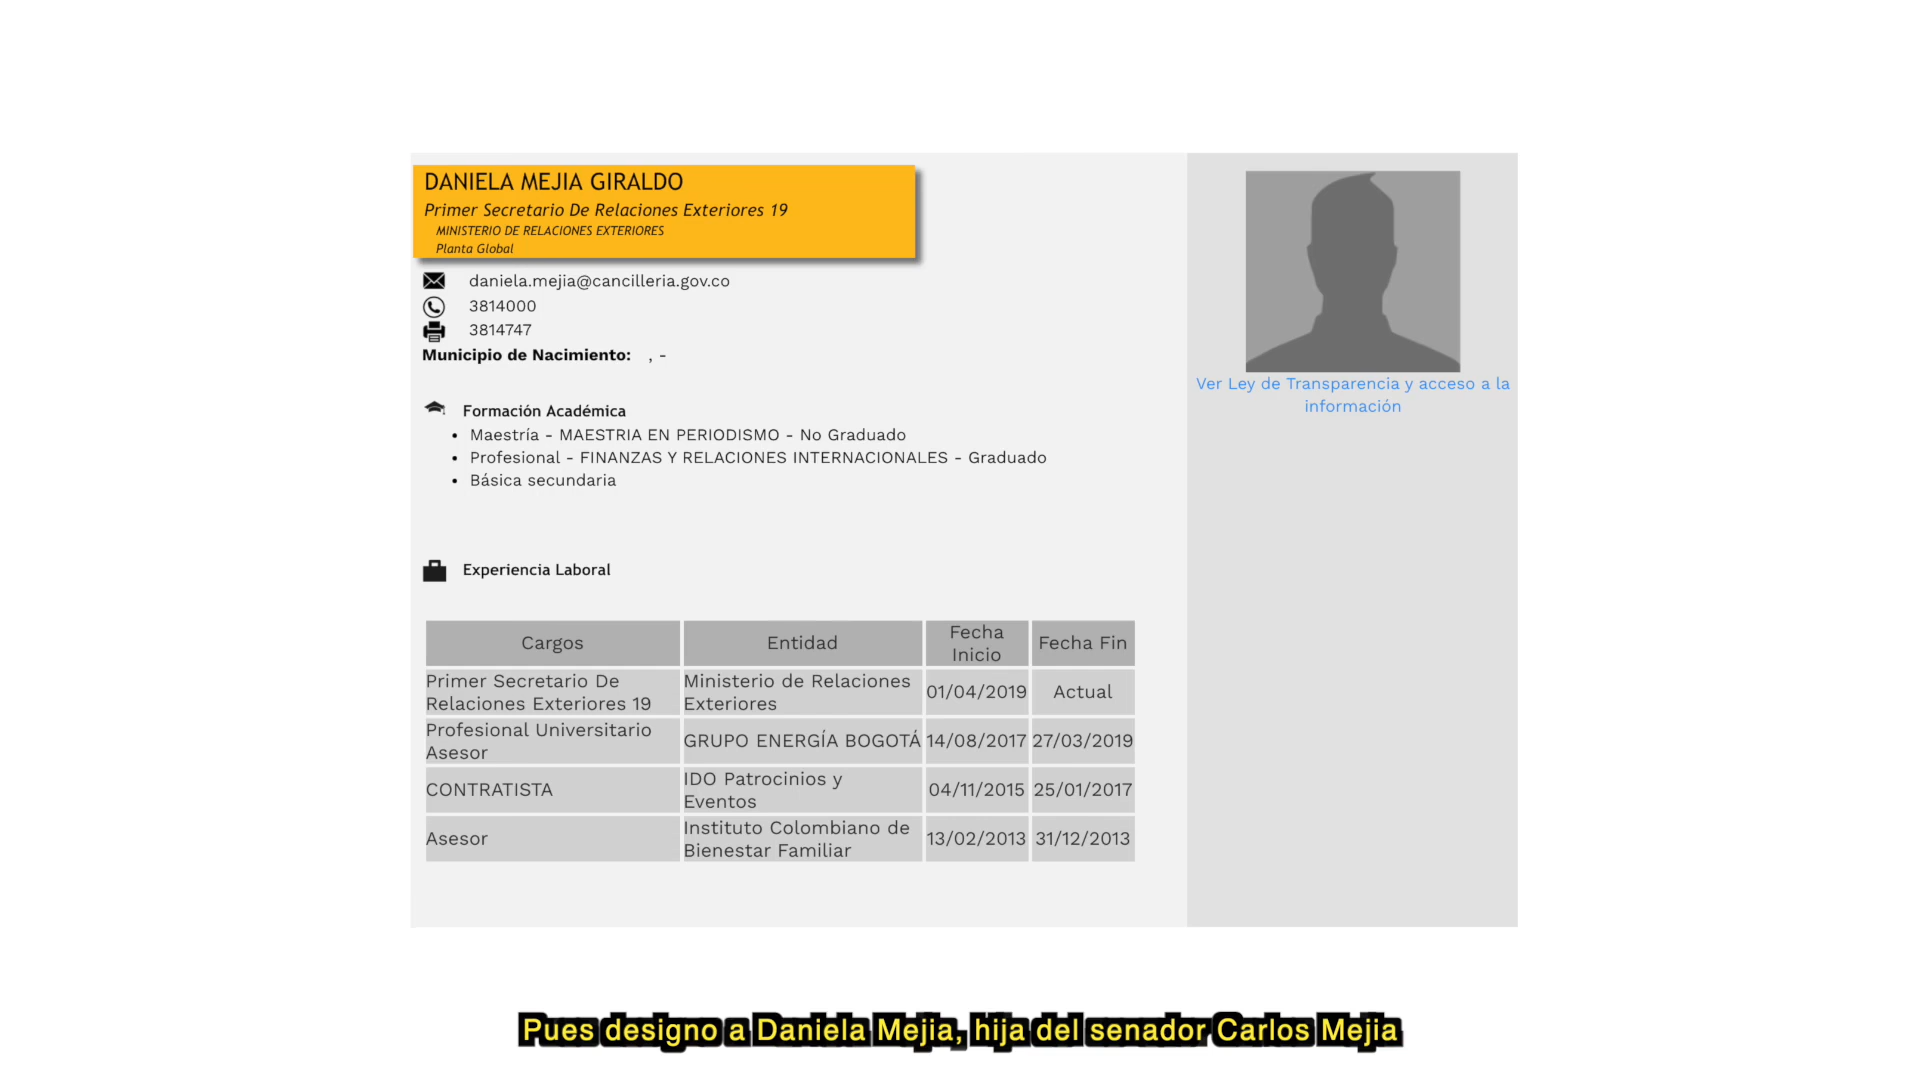 DANIELA MEJIA GIRALDO
Primer Secretario De Relaciones Exteriores 19
MINISTERIO DE RELACIONES EXTERIORES
Planta Global
daniela.mejia@cancilleria.gov.co
3814000
3814747
Municipio de Nacimiento: , -
Ver Ley de Transparencia y acceso a la
información
Formación Académica
• Maestría - MAESTRIA EN PERIODISMO - No Graduado
• Profesional - FINANZAS Y RELACIONES INTERNACIONALES - Graduado
• Básica secundaria
Experiencia Laboral
Cargos Entidad Fecha Inicio Fecha Fin
Primer Secretario De Relaciones Exteriores 19 Ministerio de Relaciones Exteriores 01/04/2019 Actual
Profesional Universitario Asesor GRUPO ENERGÍA BOGOTÁ 14/08/2017 27/03/2019
CONTRATISTA IDO Patrocinios y Eventos 04/11/2015 25/01/2017
Asesor Instituto Colombiano de Bienestar Familiar 13/02/2013 31/12/2013
Pues designo a Daniela Mejia, hija del senador Carlos Mejia